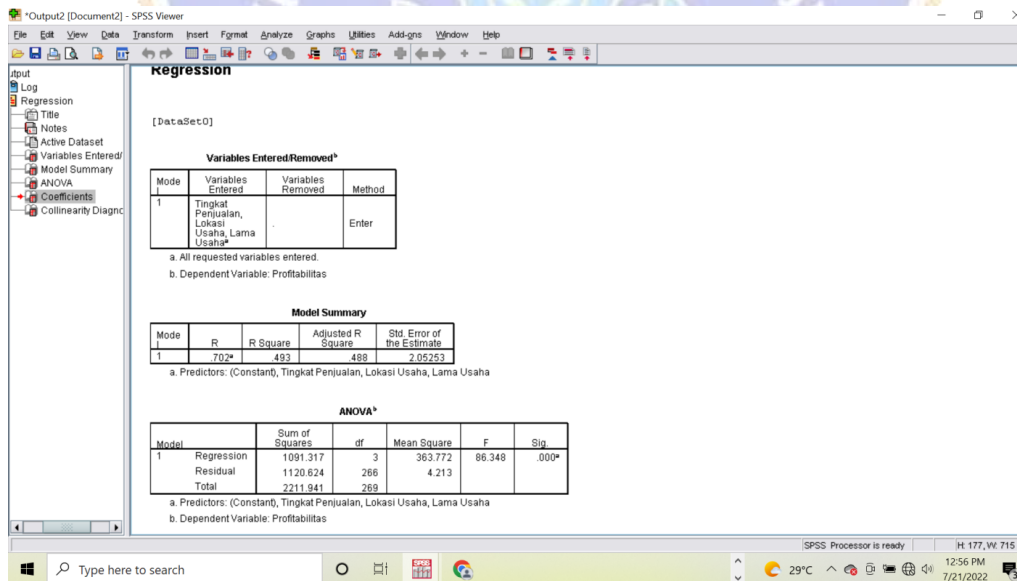 *Output2 [Document2] - SPSS Viewer
File Edit View Data Transform Insert Format Analyze Graphs Utilities Add-ons Window Help
Log
Regression
Title
Notes
Active Dataset
Variables Entered/
Model Summary
ANOVA
Coefficients
Collinearity Diagno
Regression
[DataSet0]
Variables Entered/Removedb
Model Variables Entered Variables Removed Method
1 Tingkat Penjualan, Lokasi Usaha, Lama Usahaa . Enter
a. All requested variables entered.
b. Dependent Variable: Profitabilitas
Model Summary
Model R R Square Adjusted R Square Std. Error of the Estimate
1 .702a .493 .488 2.05253
a. Predictors: (Constant), Tingkat Penjualan, Lokasi Usaha, Lama Usaha
ANOVAb
Model Sum of Squares df Mean Square F Sig.
1 Regression 1091.317 3 363.772 86.348 .000a
Residual 1120.624 266 4.213
Total 2211.941 269
a. Predictors: (Constant), Tingkat Penjualan, Lokasi Usaha, Lama Usaha
b. Dependent Variable: Profitabilitas
SPSS Processor is ready H: 177, W: 715
Type here to search
29°C
12:56 PM
7/21/2022